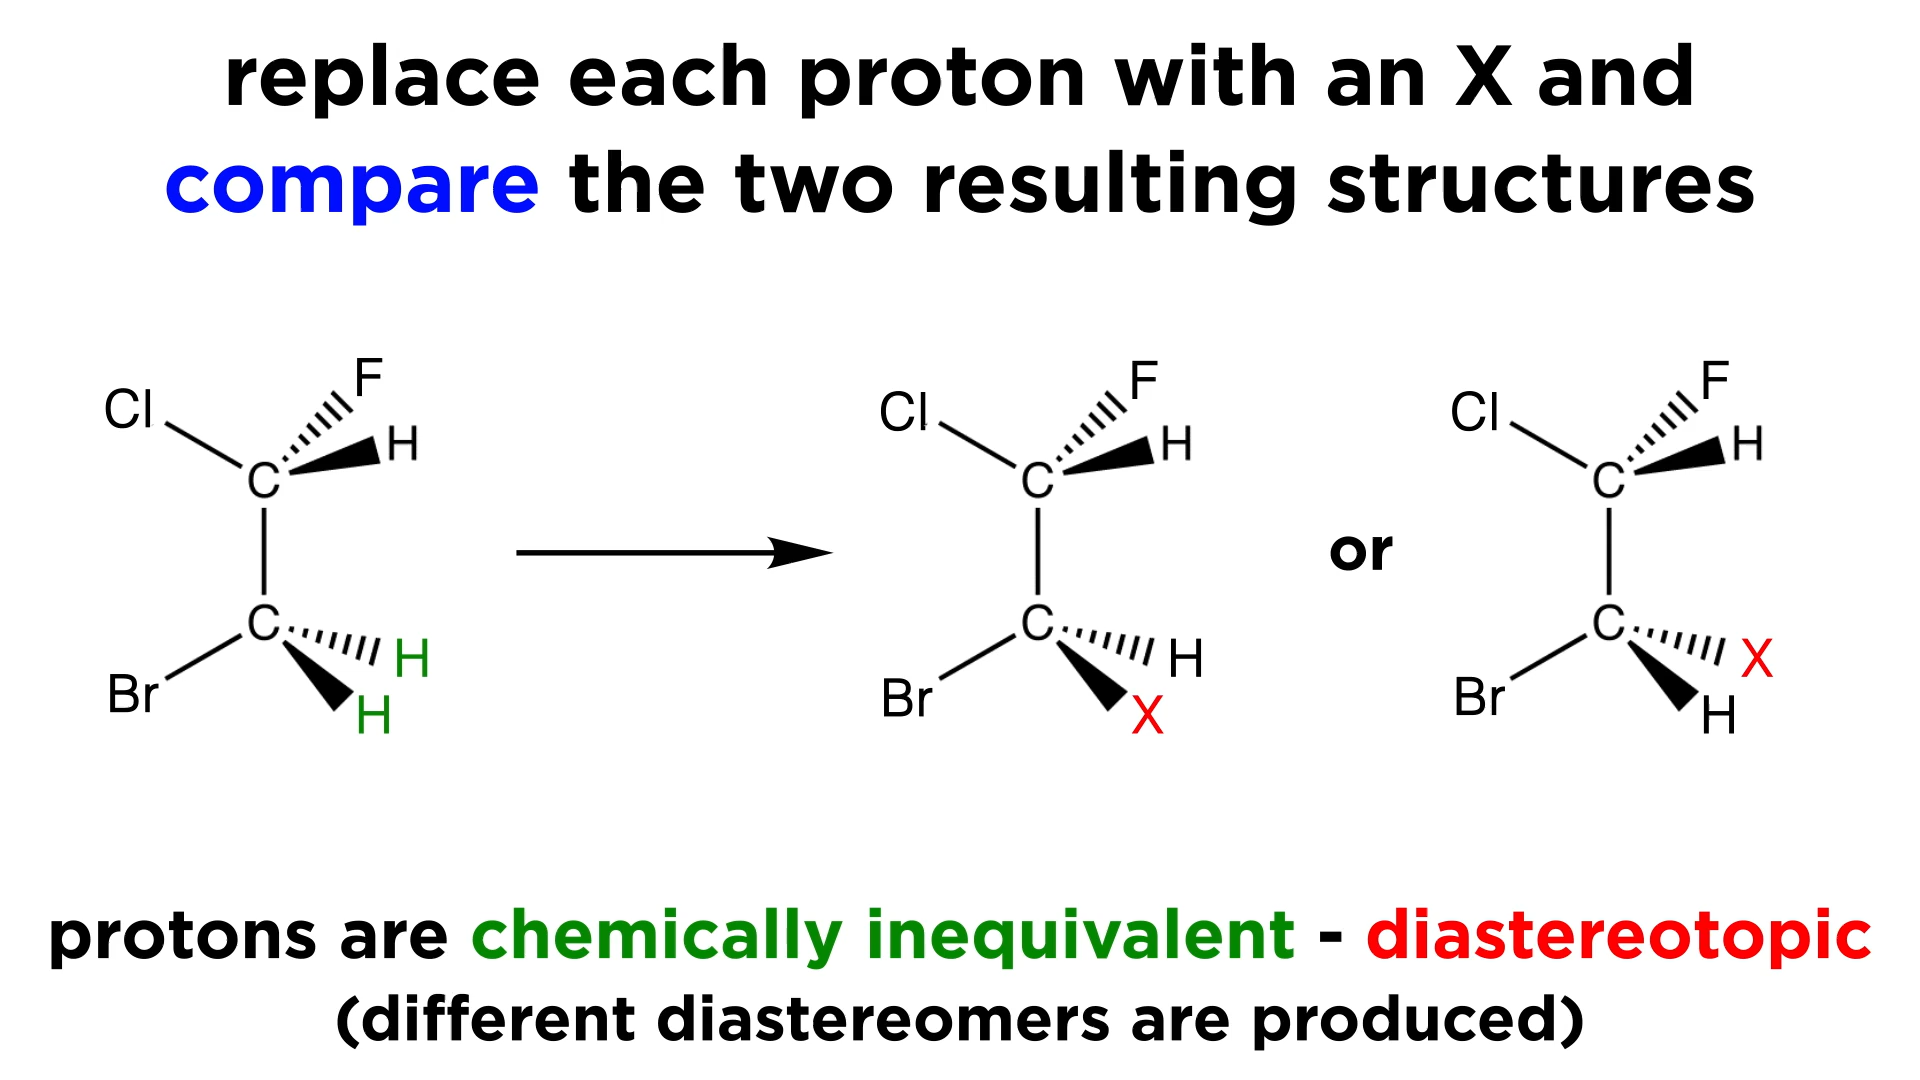 replace each proton with an X and
compare the two resulting structures
Cl F H C C Br H H
Cl F H C C Br H X
or
Cl F H C C Br X H
protons are chemically inequivalent - diastereotopic
(different diastereomers are produced)